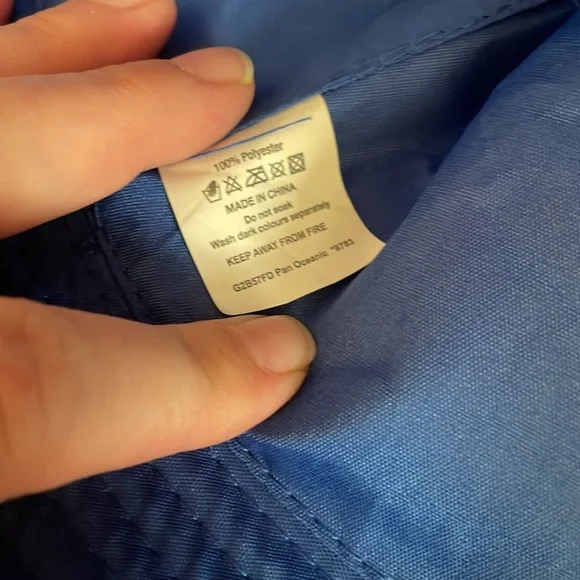 100% Polyester
MADE IN CHINA
Do not soak
Wash dark colours separately
KEEP AWAY FROM FIRE
G2B57FD Pan Oceanic *9783